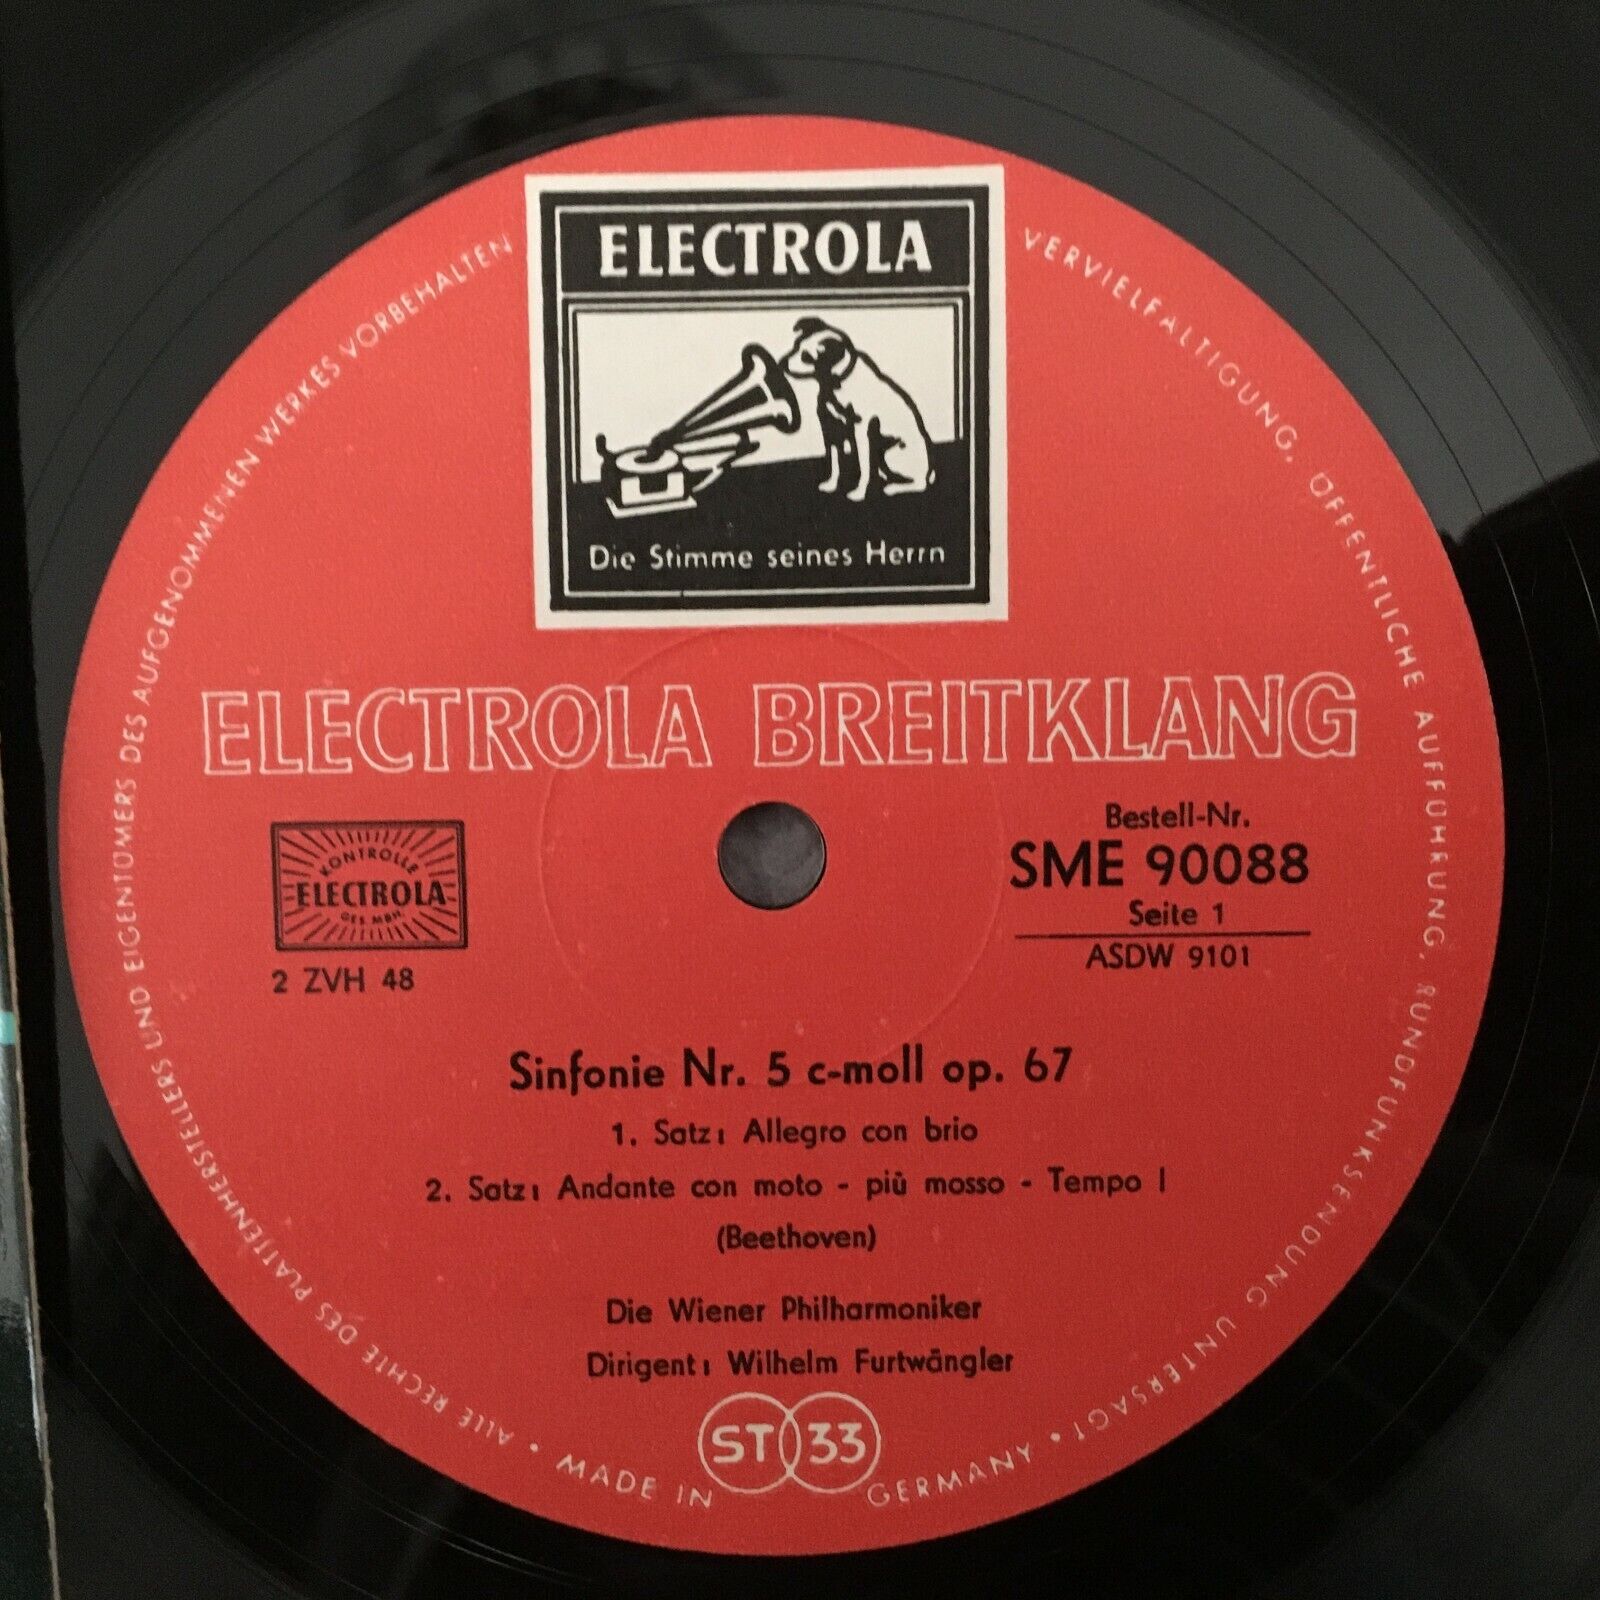 ELECTROLA
Die Stimme seines Herrn
ELECTROLA BREITKLANG
KONTROLLE
ELECTROLA
GES. MBH.
2 ZVH 48
Bestell-Nr.
SME 90088
Seite 1
ASDW 9101
Sinfonie Nr. 5 c-moll op. 67
1. Satz: Allegro con brio
2. Satz: Andante con moto - più mosso - Tempo I
(Beethoven)
Die Wiener Philharmoniker
Dirigent: Wilhelm Furtwängler
ST 33
ALLE RECHTE DES PLATTENHERSTELLERS UND EIGENTÜMERS DES AUFGENOMMENEN WERKES VORBEHALTEN
VERVIELFÄLTIGUNG, ÖFFENTLICHE AUFFÜHRUNG, RUNDFUNKSENDUNG UNTERSAGT •
• MADE IN GERMANY